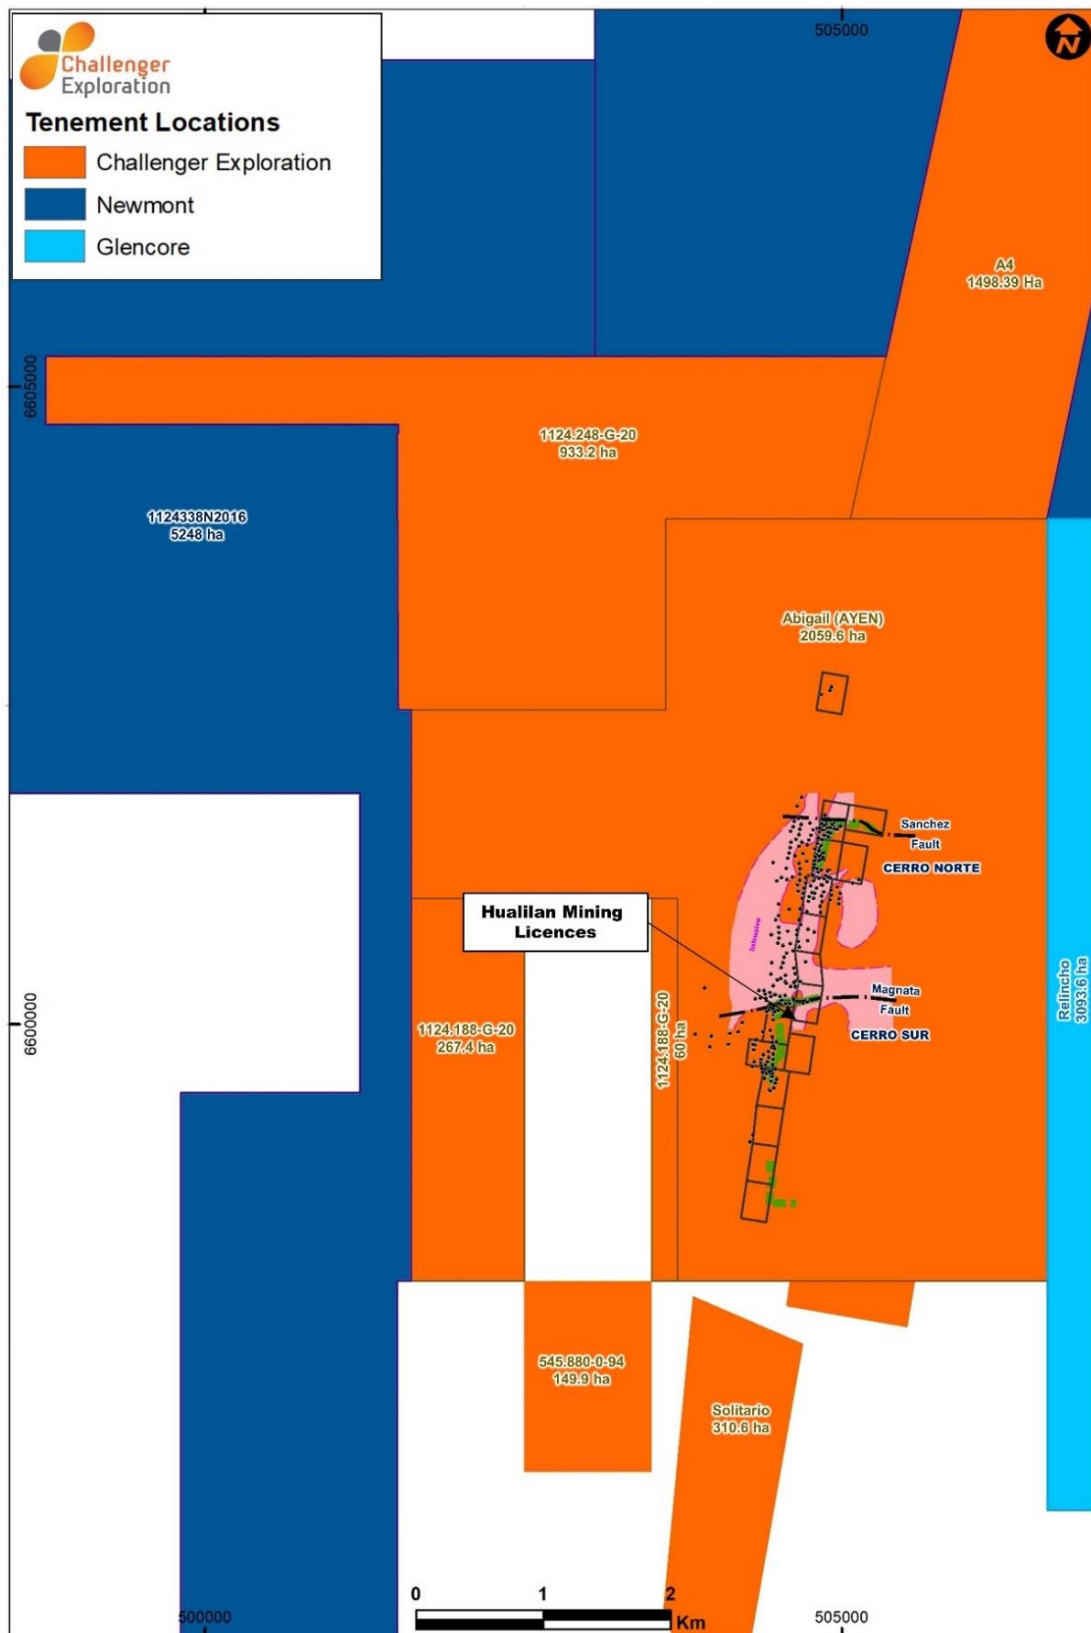 Challenger
Exploration
Tenement Locations
Challenger Exploration
Newmont
Glencore
505000
N
A4
1498.39 Ha
6605000
1124.248-G-20
933.2 ha
1124338N2016
5248 ha
Abigail (AYEN)
2059.6 ha
Sanchez
Fault
CERRO NORTE
Hualilan Mining
Licences
Intrusive
Magnata
Fault
CERRO SUR
6600000
1124.188-G-20
267.4 ha
1124.188-G-20
60 ha
Relincho
3093.6 ha
545.880-0-94
149.9 ha
Solitario
310.6 ha
0 1 2
Km
500000
505000